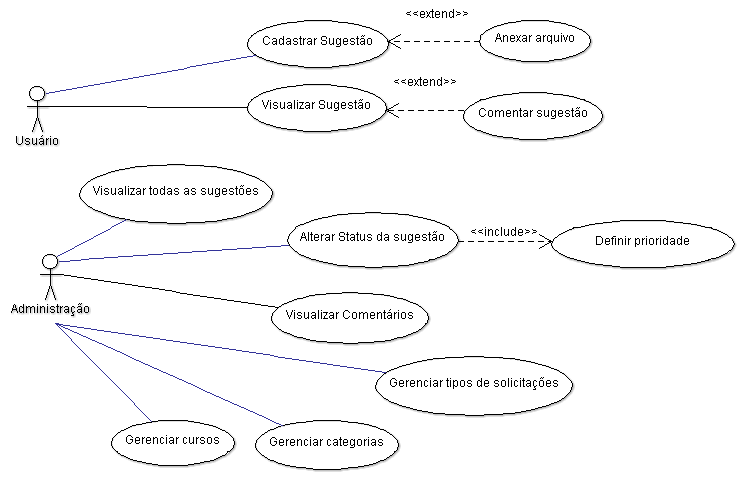 <<extend>>
Cadastrar Sugestão
Anexar arquivo
<<extend>>
Visualizar Sugestão
Comentar sugestão
Usuário
Visualizar todas as sugestões
Alterar Status da sugestão
<<include>>
Definir prioridade
Administração
Visualizar Comentários
Gerenciar tipos de solicitações
Gerenciar cursos
Gerenciar categorias